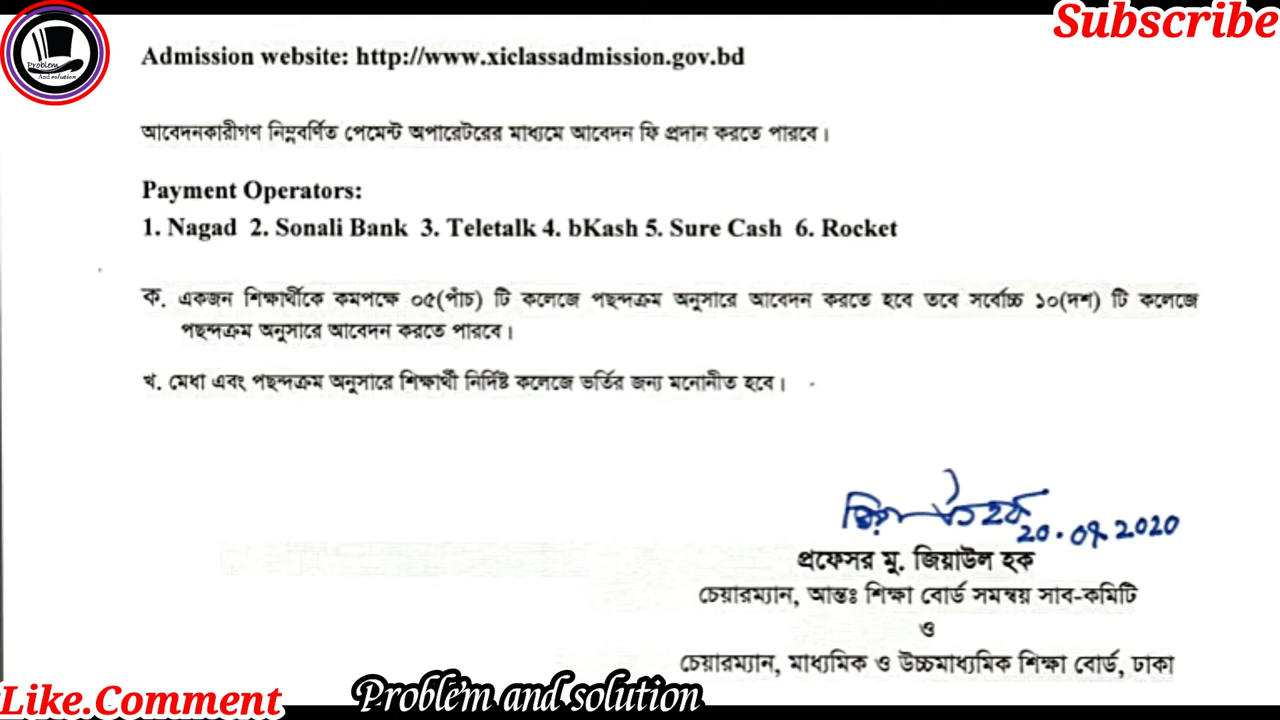 Subscribe
Problem
And solution
Admission website: http://www.xiclassadmission.gov.bd
আবেদনকারীগণ নিম্নবর্ণিত পেমেন্ট অপারেটরের মাধ্যমে আবেদন ফি প্রদান করতে পারবে।
Payment Operators:
1. Nagad 2. Sonali Bank 3. Teletalk 4. bKash 5. Sure Cash 6. Rocket
ক. একজন শিক্ষার্থীকে কমপক্ষে ০৫(পাঁচ) টি কলেজে পছন্দক্রম অনুসারে আবেদন করতে হবে তবে সর্বোচ্চ ১০(দশ) টি কলেজে
পছন্দক্রম অনুসারে আবেদন করতে পারবে।
খ. মেধা এবং পছন্দক্রম অনুসারে শিক্ষার্থী নির্দিষ্ট কলেজে ভর্তির জন্য মনোনীত হবে।
প্রফেসর মু. জিয়াউল হক
চেয়ারম্যান, আন্তঃ শিক্ষা বোর্ড সমন্বয় সাব-কমিটি
ও
চেয়ারম্যান, মাধ্যমিক ও উচ্চমাধ্যমিক শিক্ষা বোর্ড, ঢাকা
Like.Comment
Problem and solution